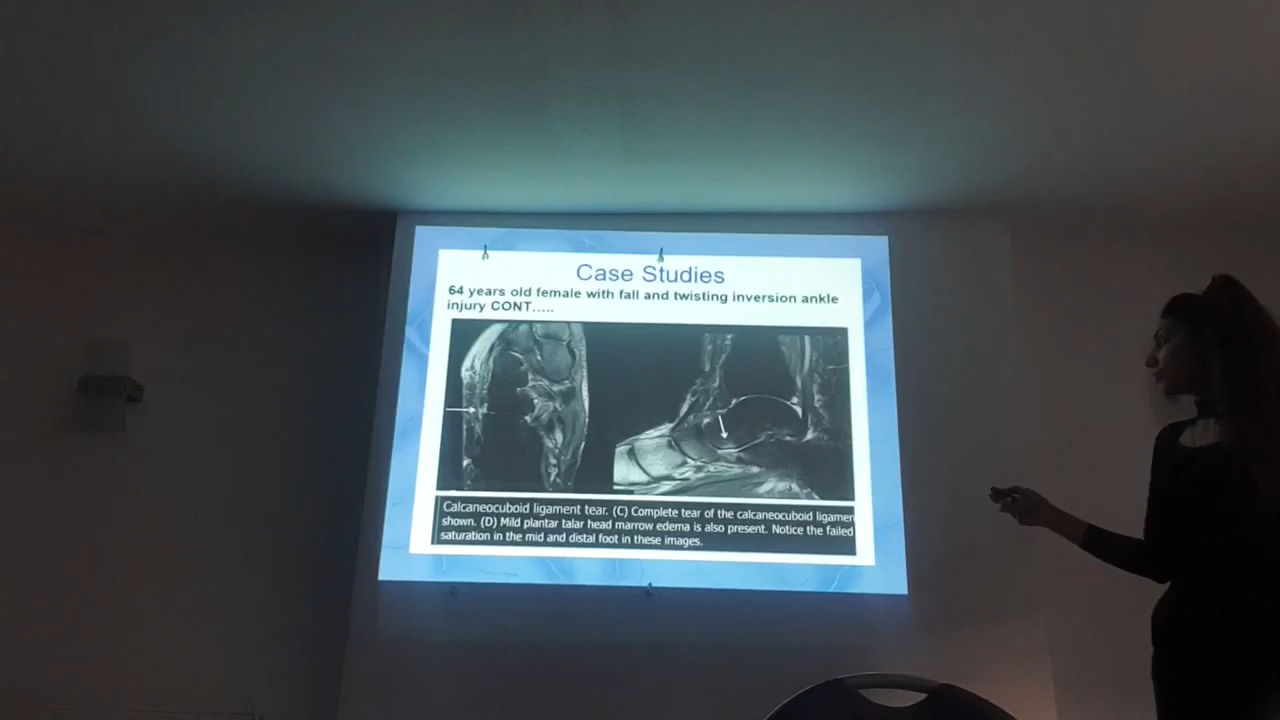 Case Studies
64 years old female with fall and twisting inversion ankle
injury CONT.....
Calcaneocuboid ligament tear. (C) Complete tear of the calcaneocuboid ligamen
shown. (D) Mild plantar talar head marrow edema is also present. Notice the failed
saturation in the mid and distal foot in these images.